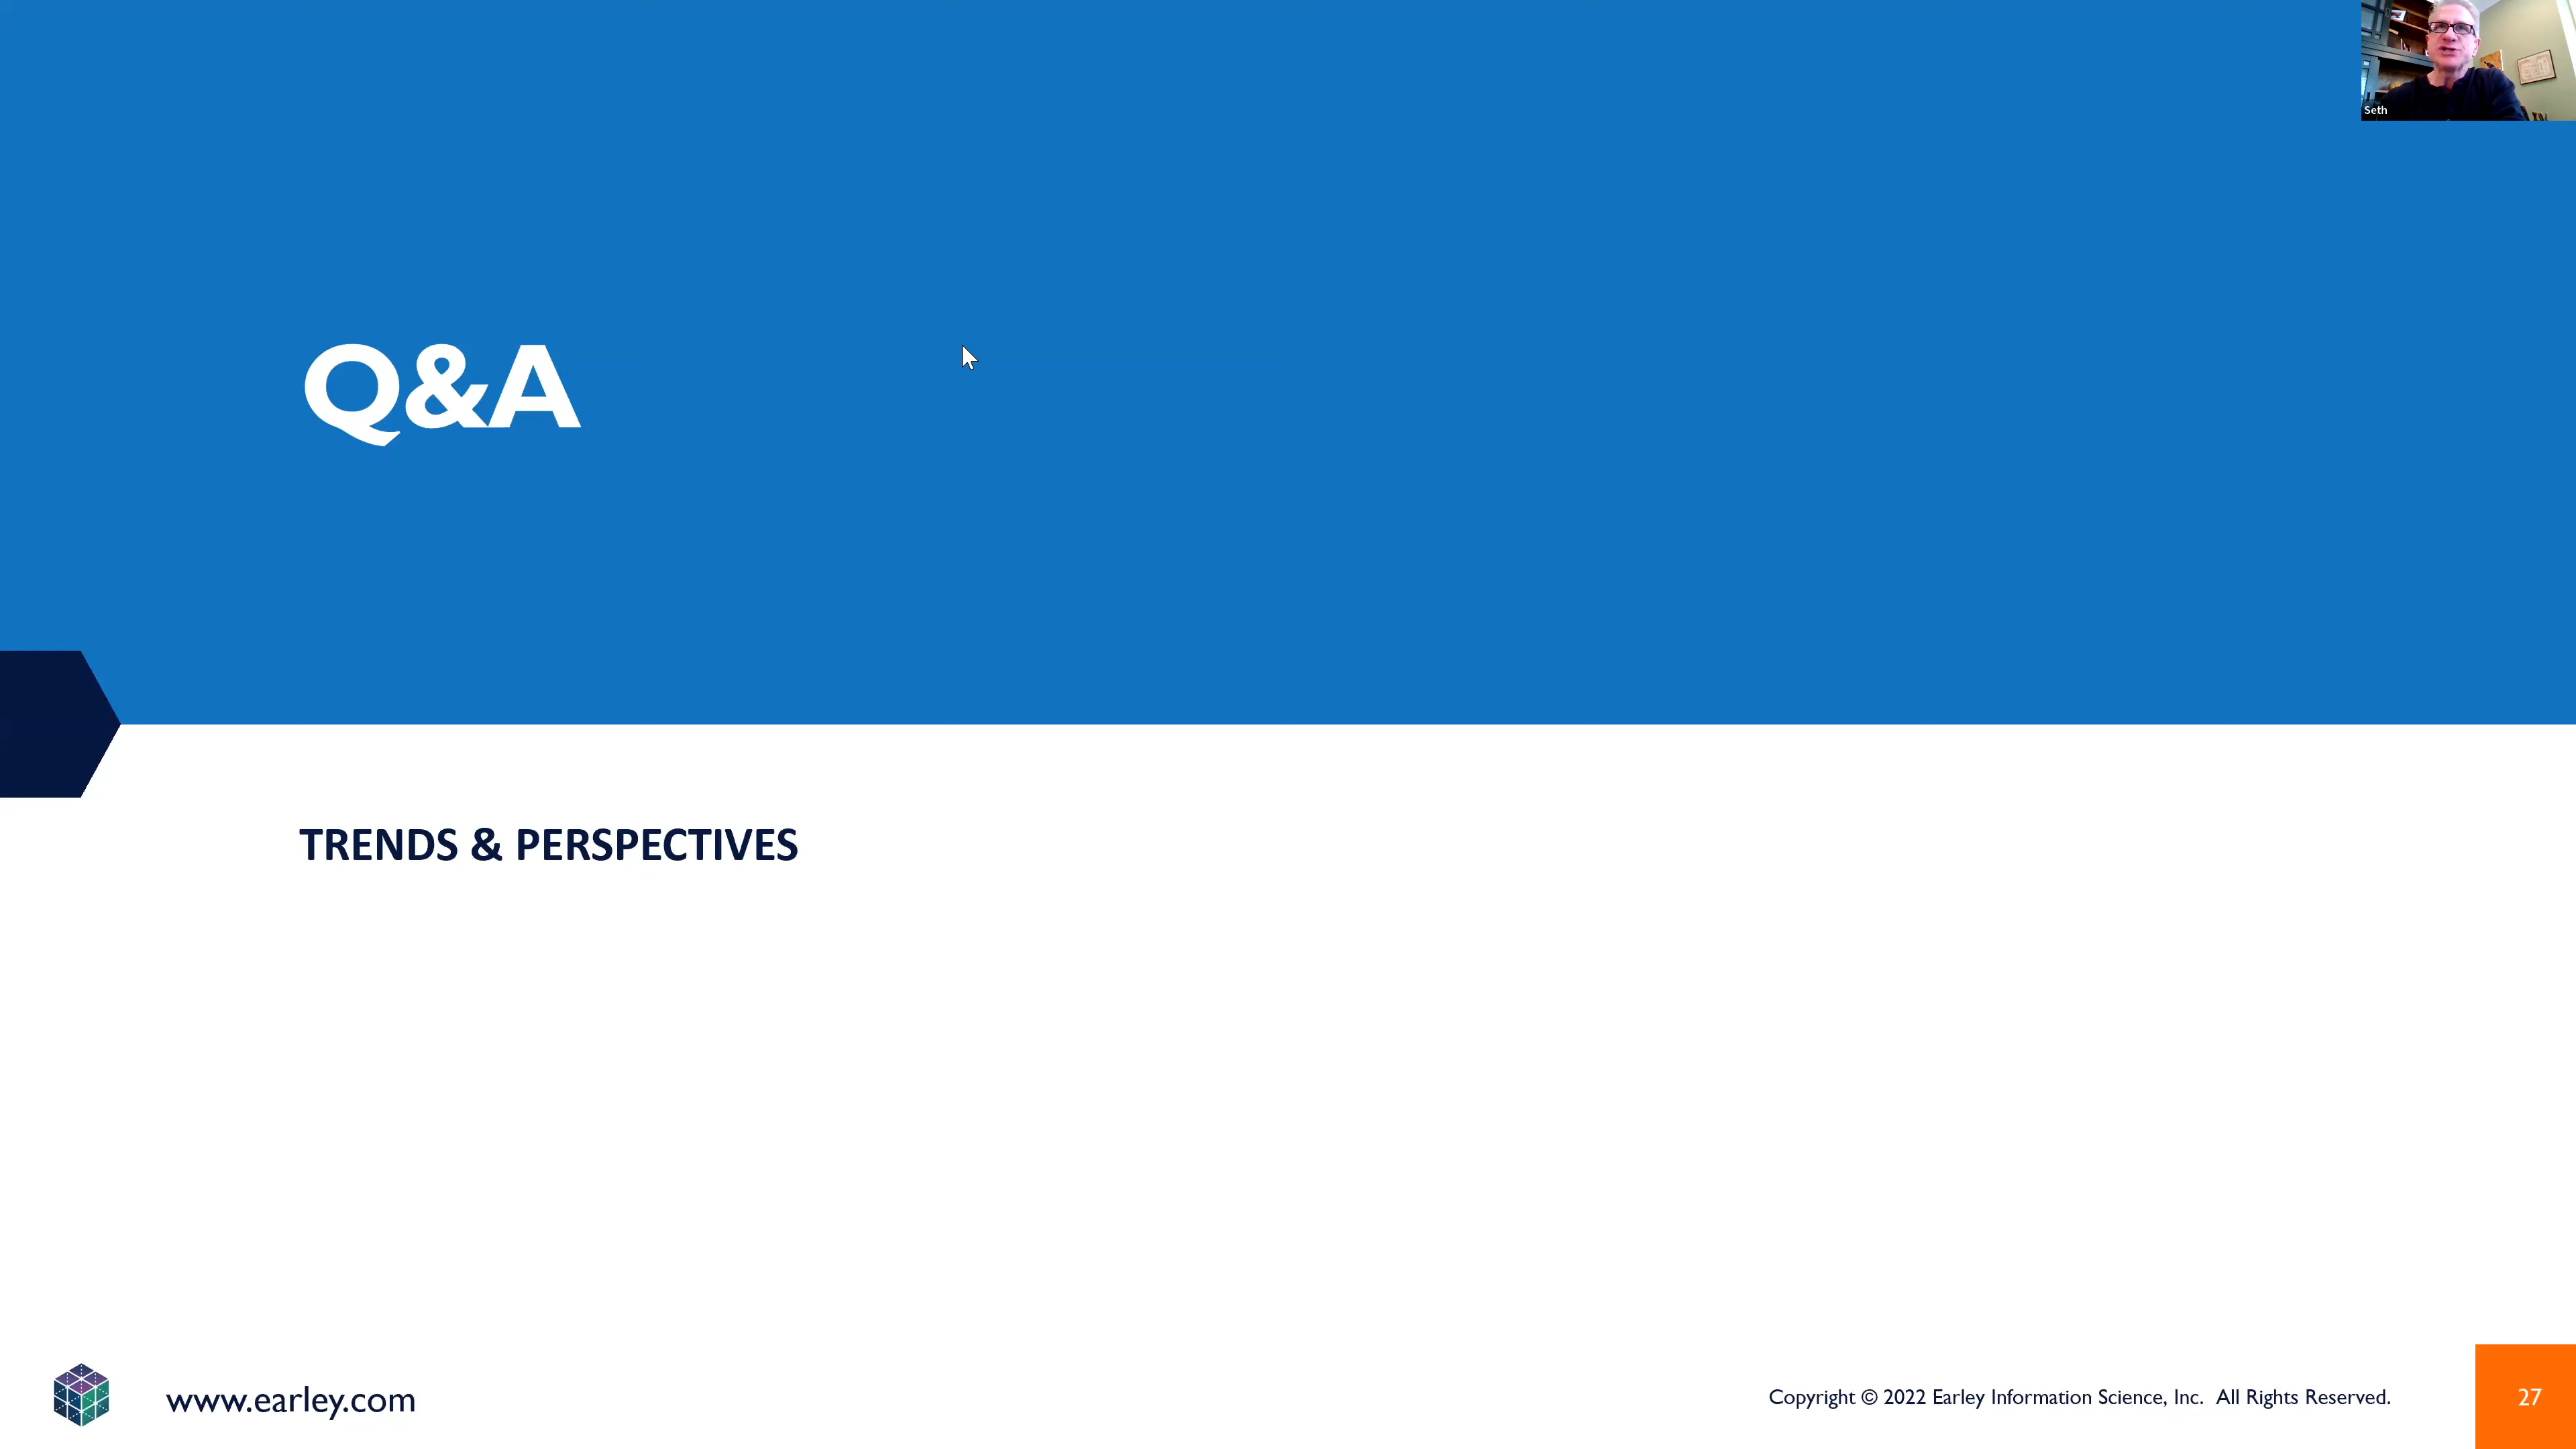 Seth
Q&A
TRENDS & PERSPECTIVES
www.earley.com
Copyright © 2022 Earley Information Science, Inc. All Rights Reserved.
27